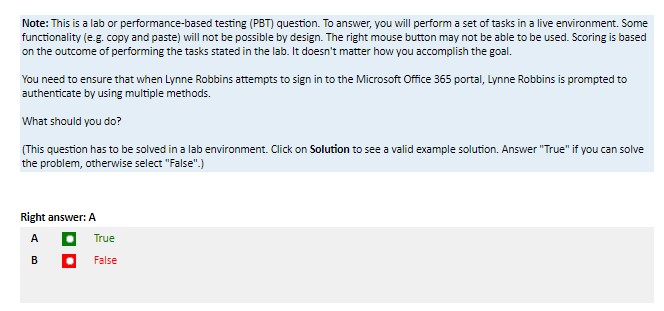 Note: This is a lab or performance-based testing (PBT) question. To answer, you will perform a set of tasks in a live environment. Some
functionality (e.g. copy and paste) will not be possible by design. The right mouse button may not be able to be used. Scoring is based
on the outcome of performing the tasks stated in the lab. It doesn't matter how you accomplish the goal.
You need to ensure that when Lynne Robbins attempts to sign in to the Microsoft Office 365 portal, Lynne Robbins is prompted to
authenticate by using multiple methods.
What should you do?
(This question has to be solved in a lab environment. Click on Solution to see a valid example solution. Answer "True" if you can solve
the problem, otherwise select "False".)
Right answer: A
A True
B False